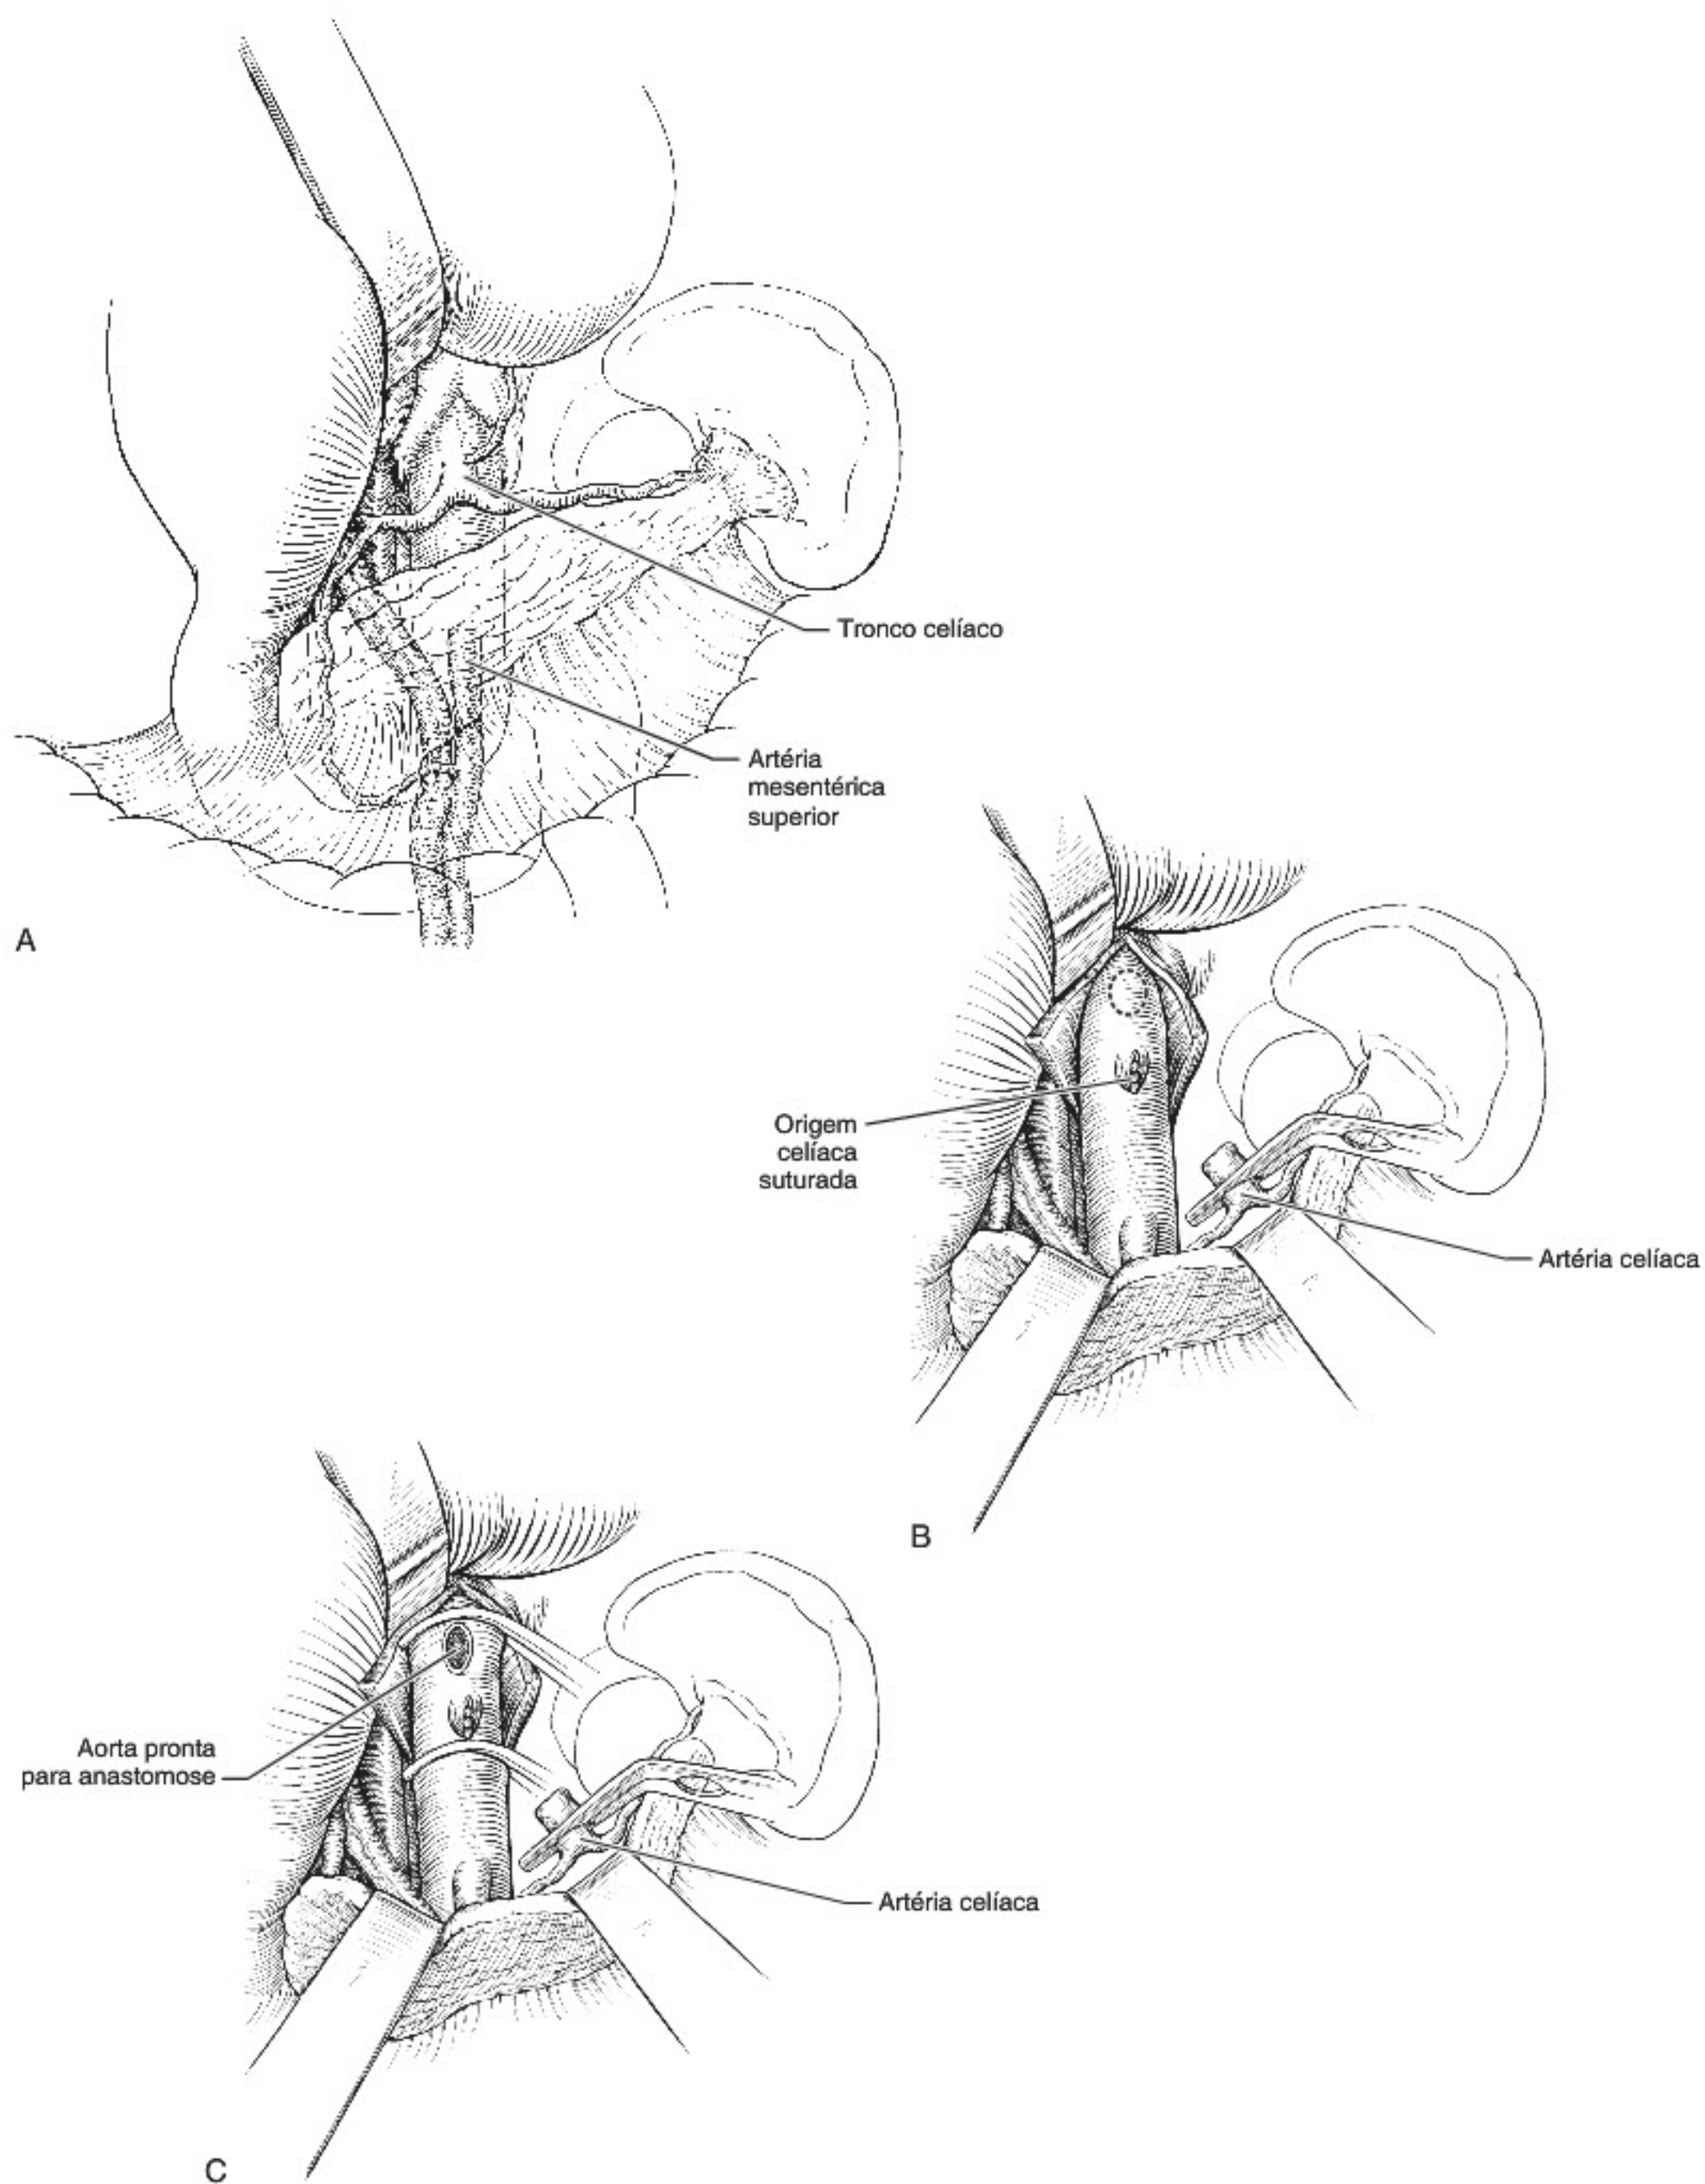 Tronco celíaco
Artéria
mesentérica
superior
A
Origem
celíaca
suturada
Artéria celíaca
B
Aorta pronta
para anastomose
Artéria celíaca
C